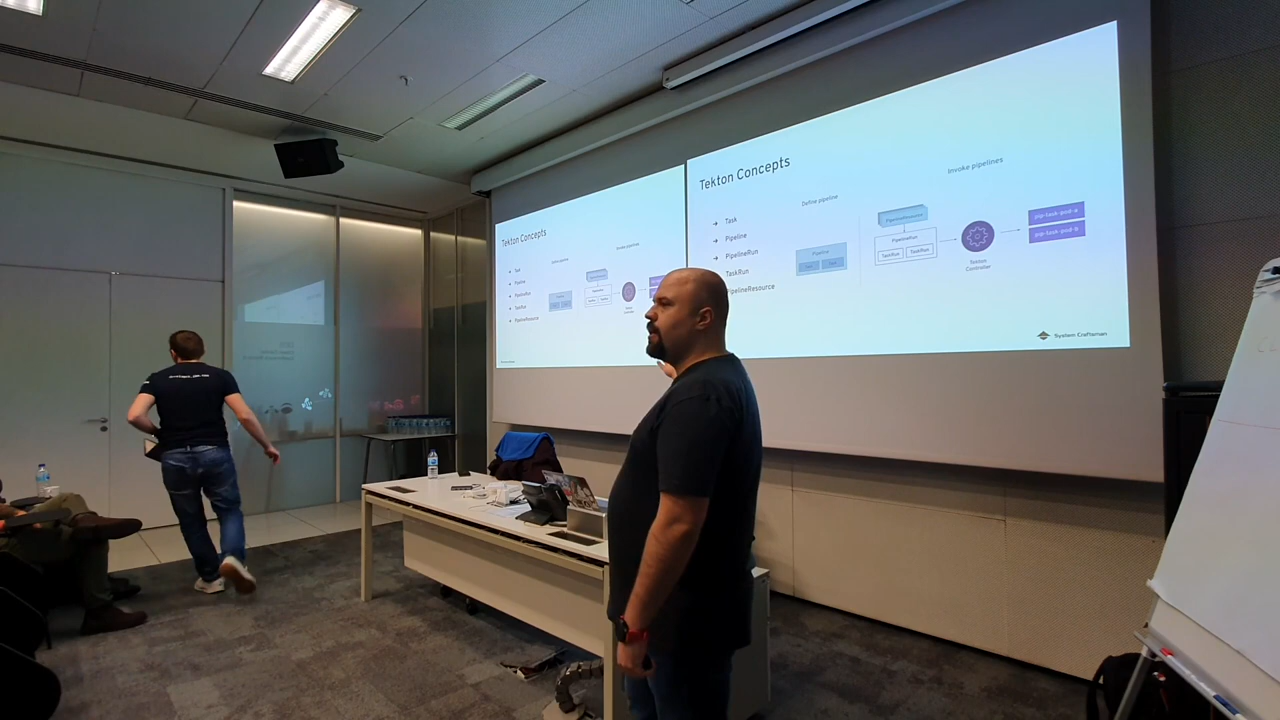 Tekton Concepts
Task
Pipeline
PipelineRun
TaskRun
PipelineResource
Tekton Concepts
Define pipeline
Invoke pipelines
Task
Pipeline
PipelineRun
TaskRun
PipelineResource
Pipeline
PipelineResource
PipelineRun
TaskRun TaskRun
Tekton
Controller
pip-task-pod-a
pip-task-pod-b
System Craftsman